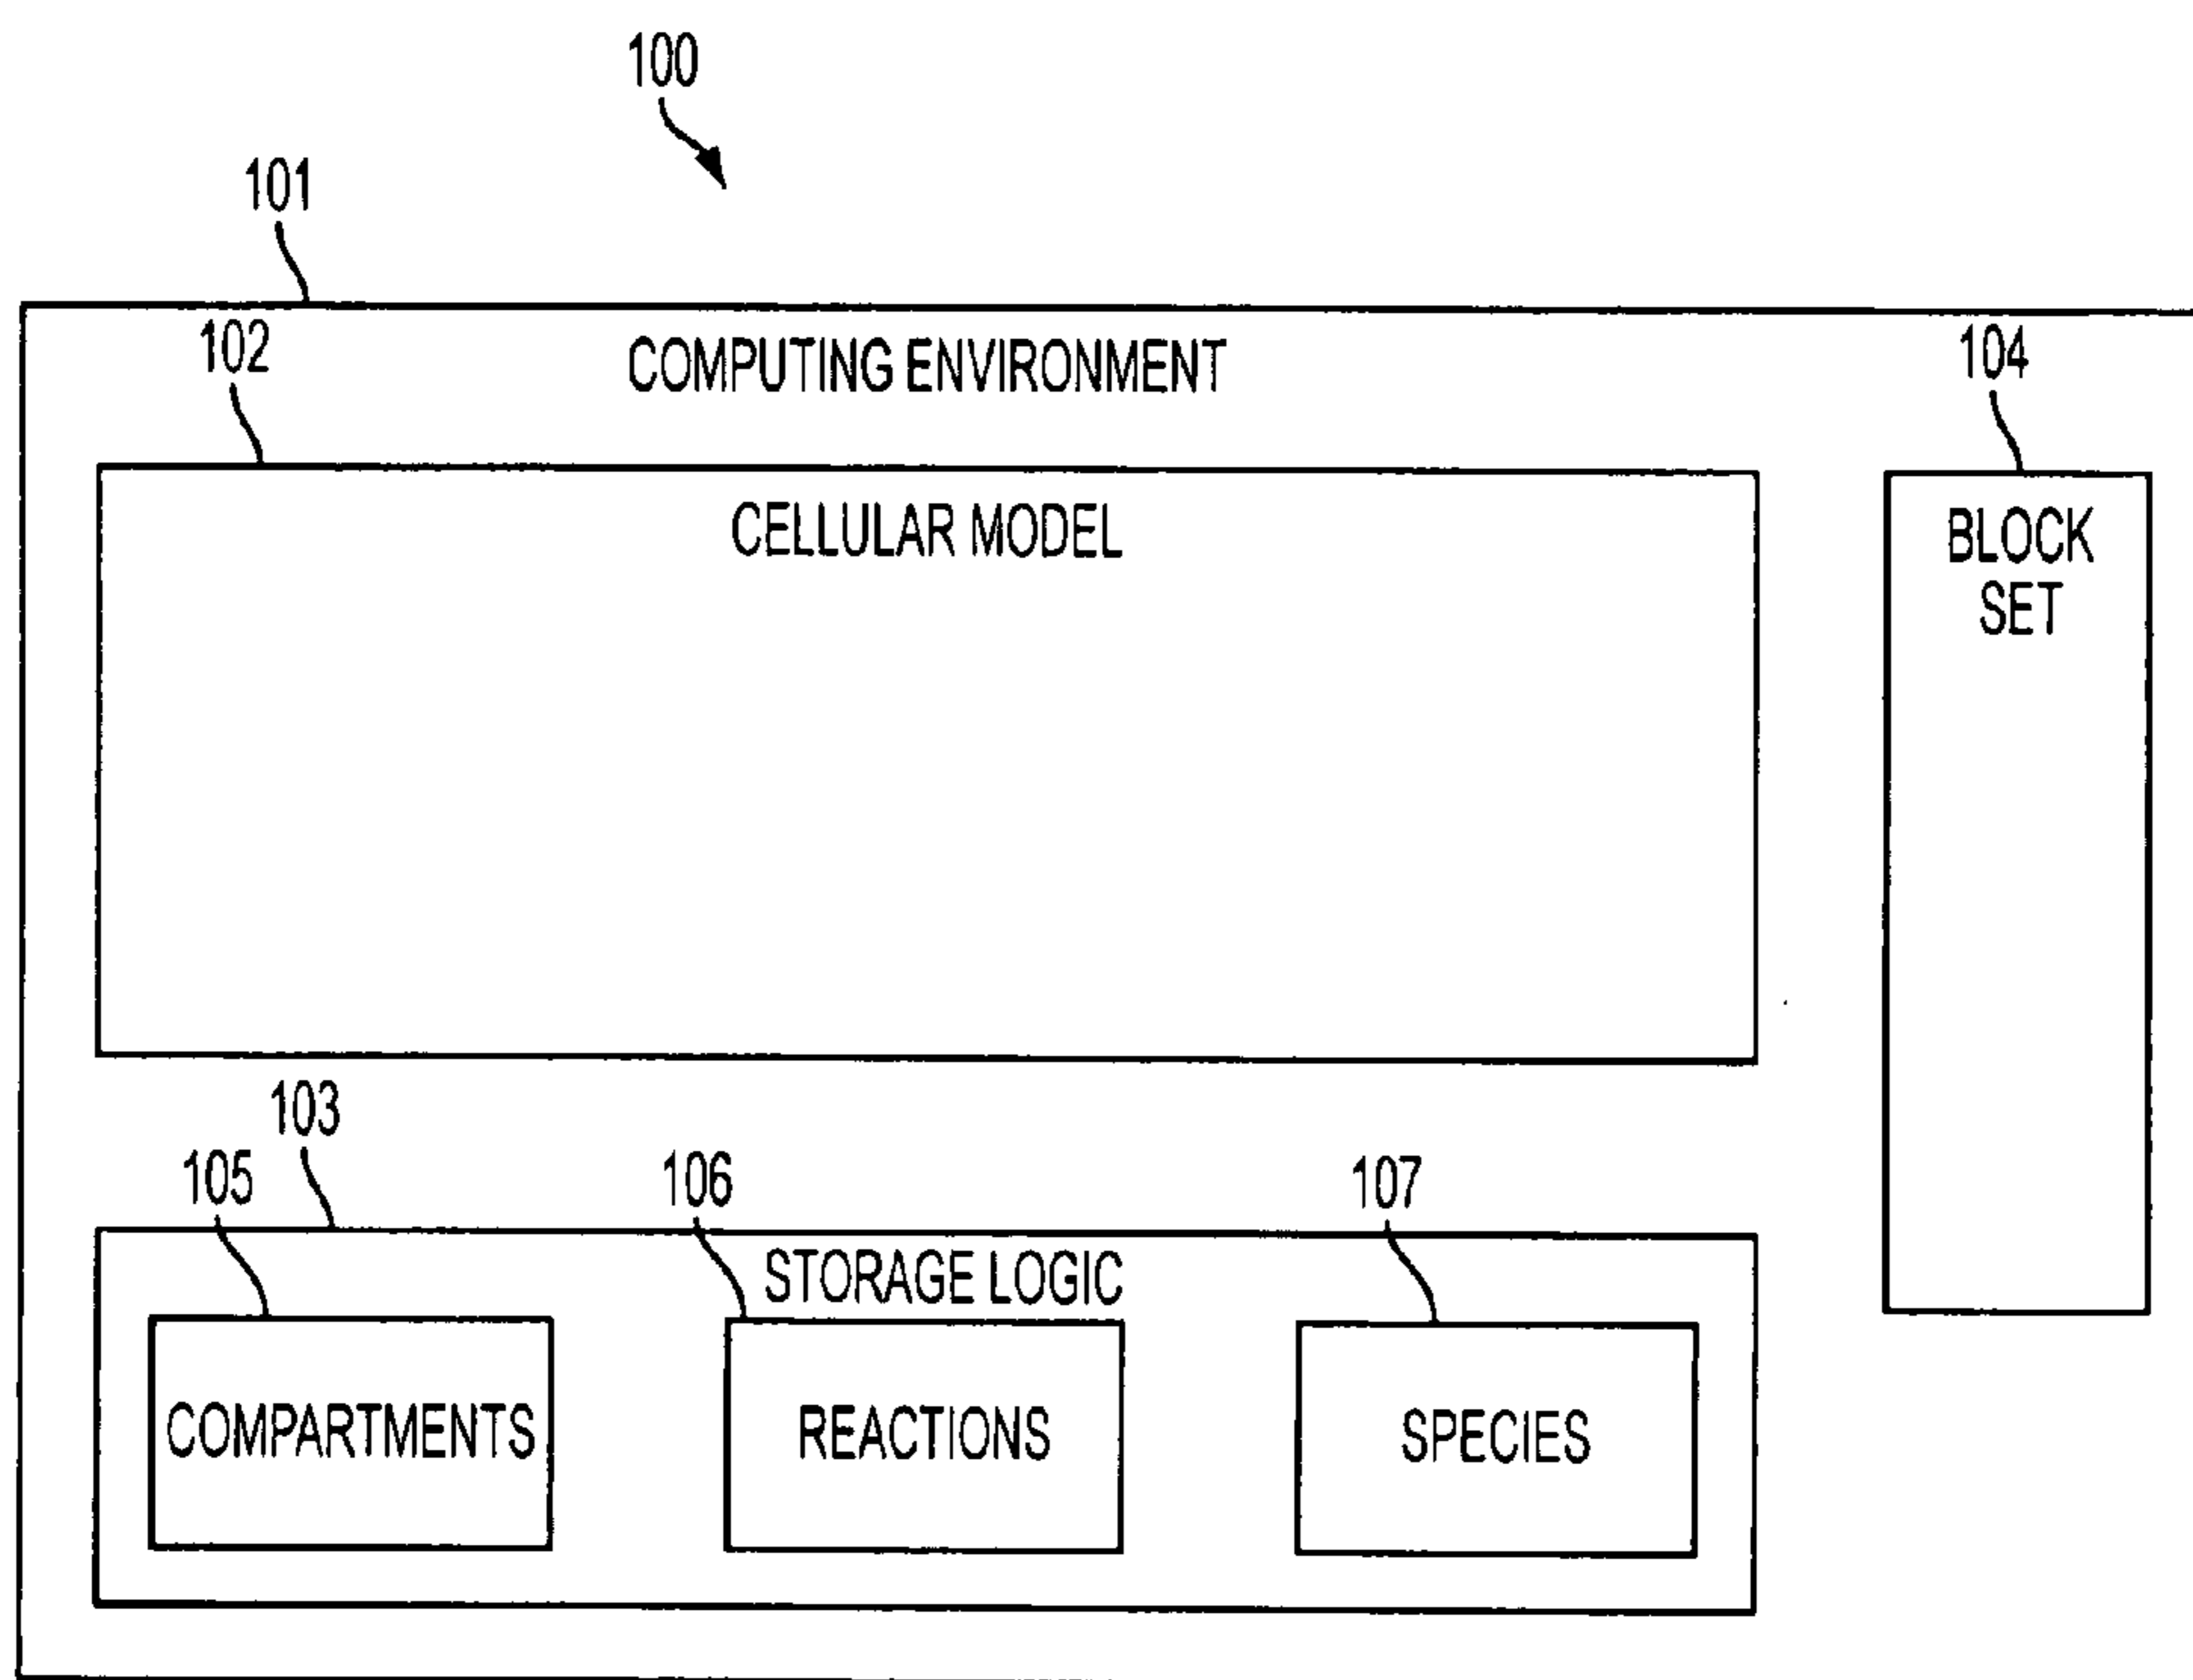 100
101
COMPUTING ENVIRONMENT
102
104
CELLULAR MODEL
BLOCK
SET
103
105
106
107
STORAGE LOGIC
COMPARTMENTS
REACTIONS
SPECIES